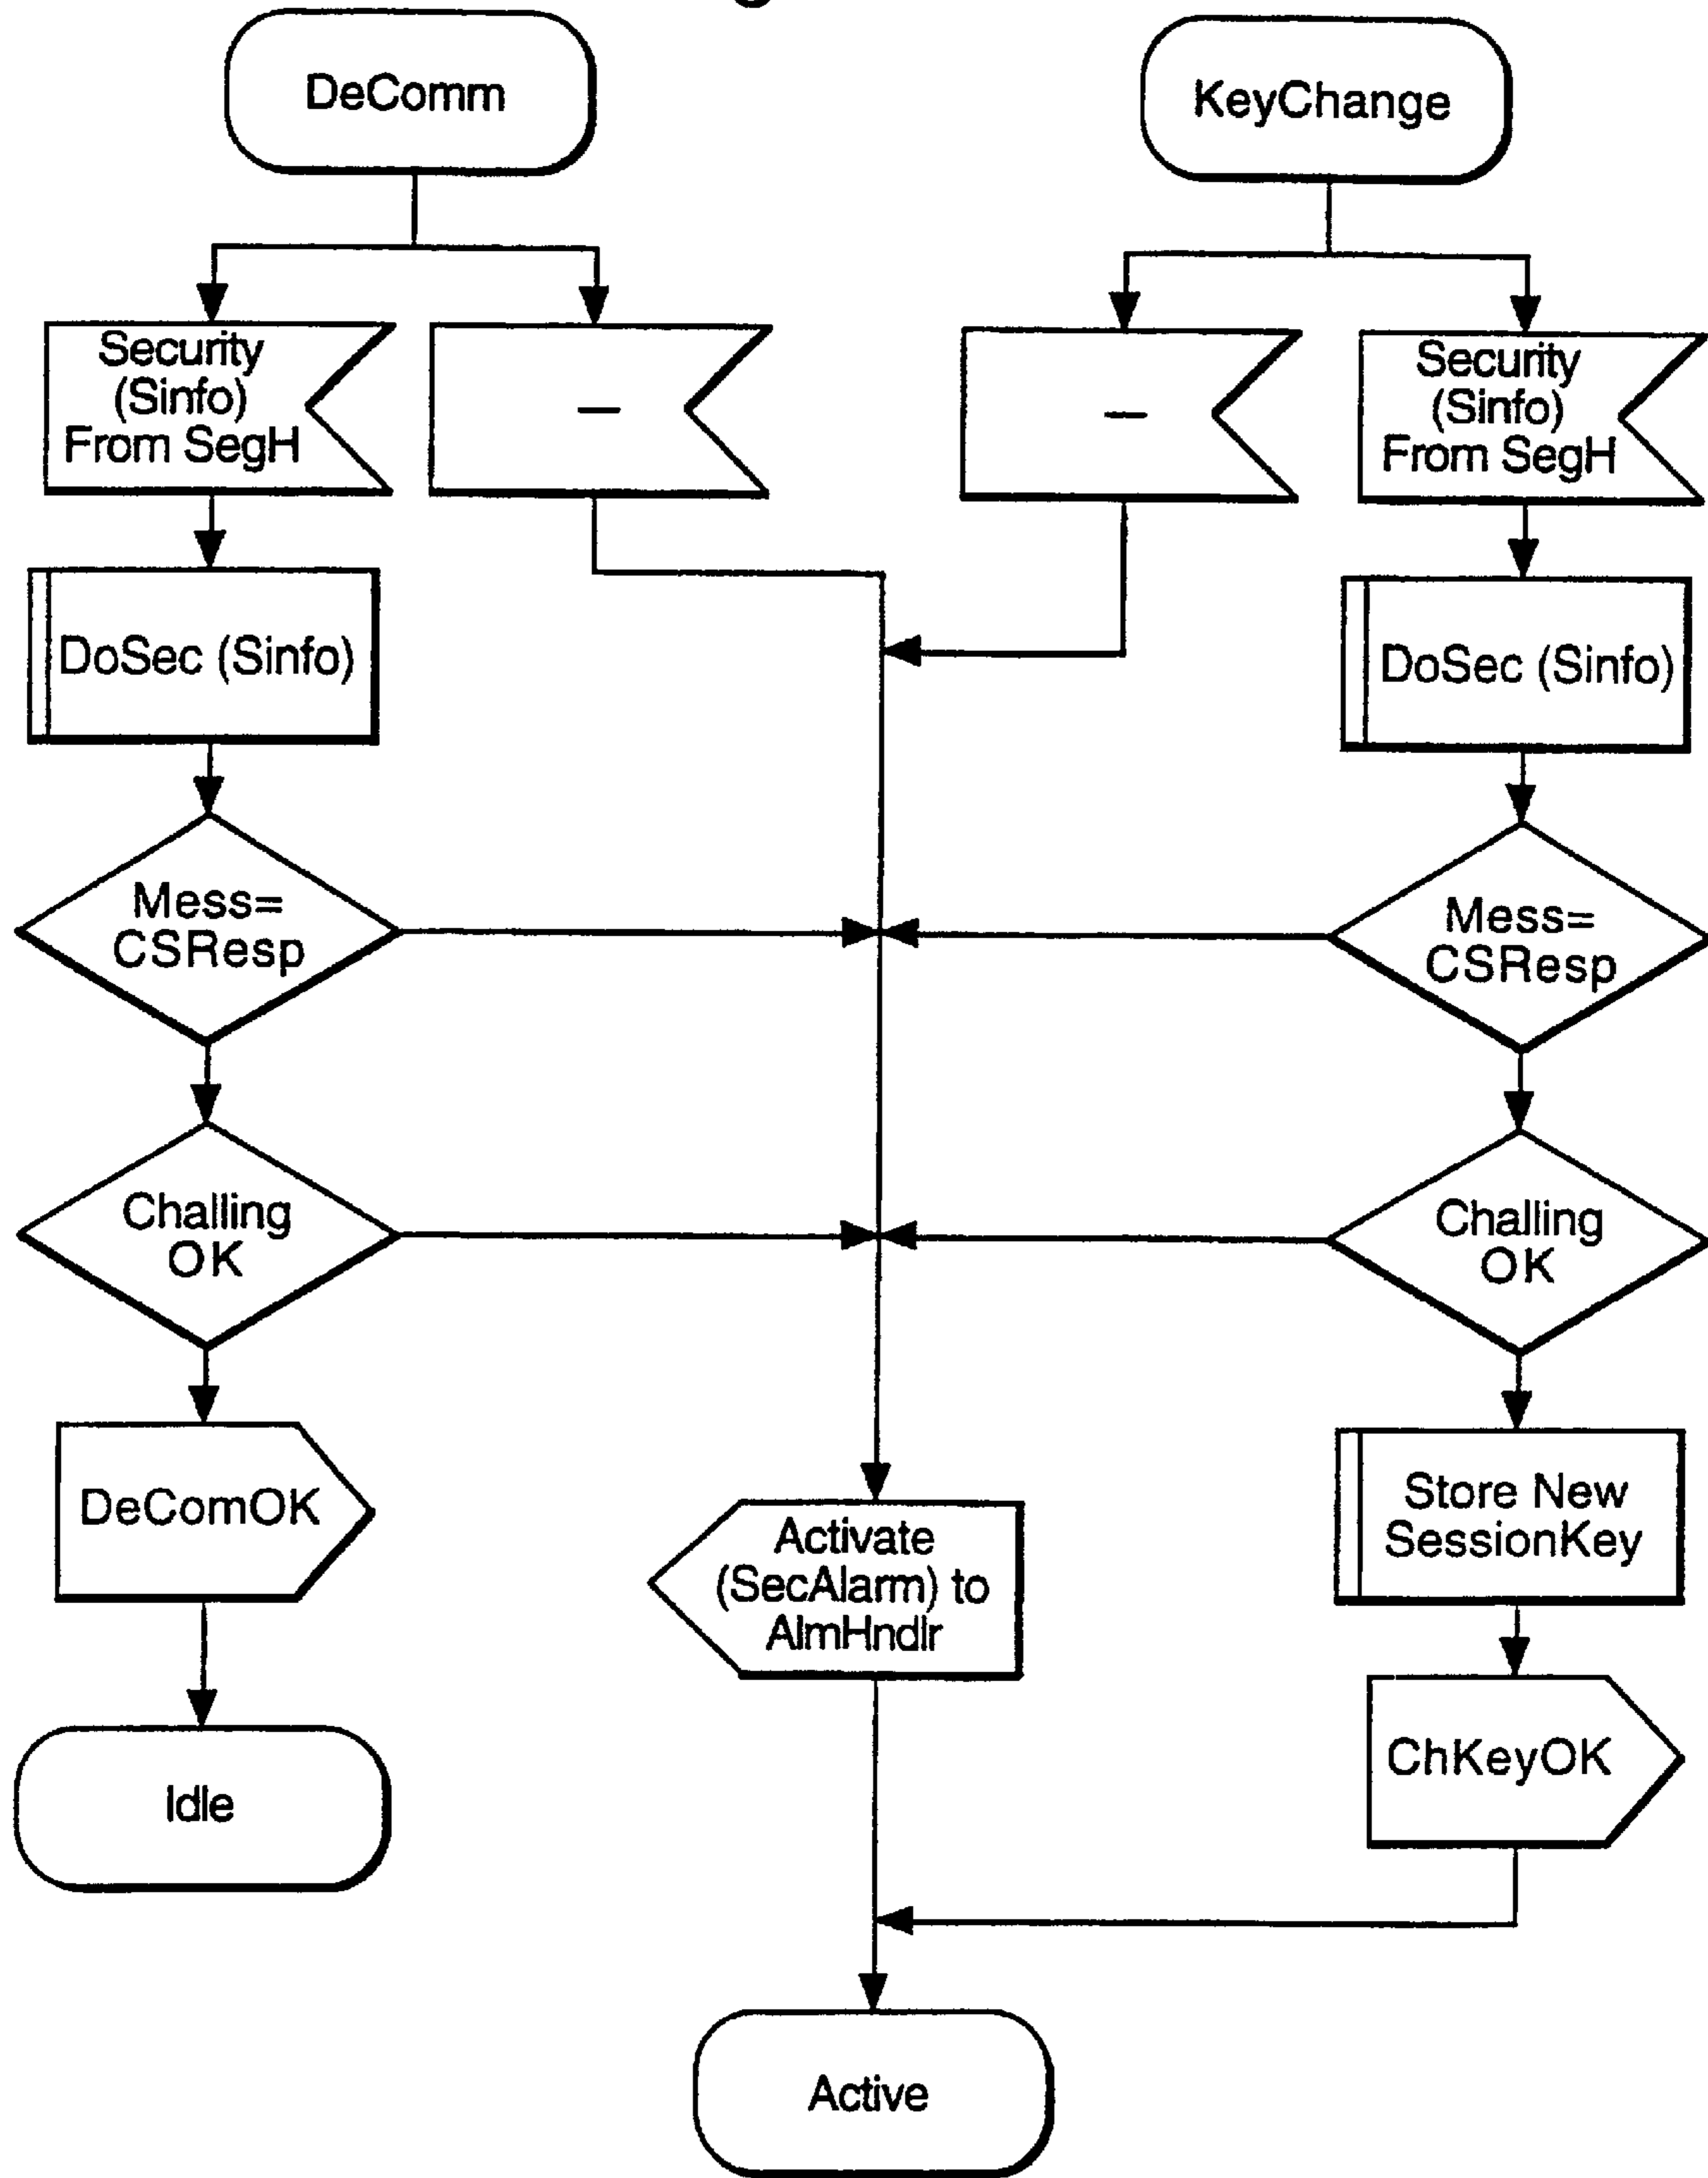 DeComm
KeyChange
Security
(Sinfo)
From SegH
—
—
Security
(Sinfo)
From SegH
DoSec (Sinfo)
DoSec (Sinfo)
Mess=
CSResp
Mess=
CSResp
Challing
OK
Challing
OK
DeComOK
Activate
(SecAlarm) to
AlmHndlr
Store New
SessionKey
ChKeyOK
Idle
Active